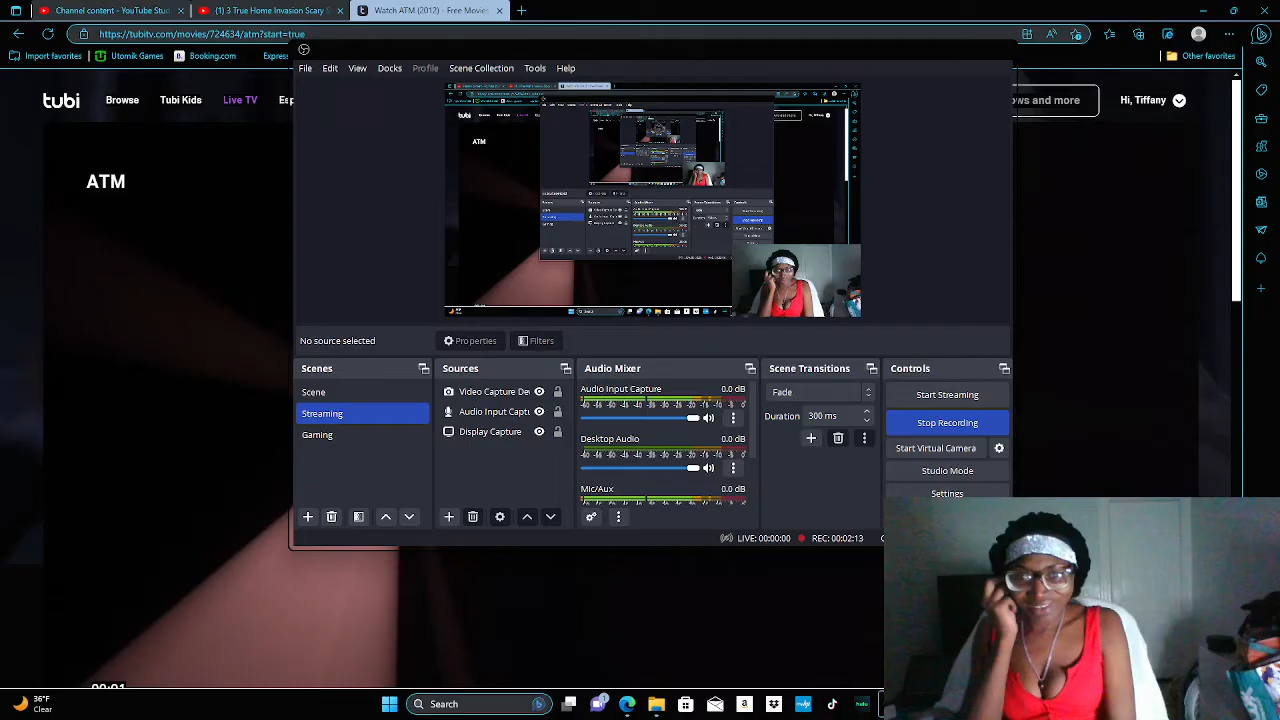 Channel content - YouTube Stud
(1) 3 True Home Invasion Scary S
Watch ATM (2012) - Free Movies
https://tubitv.com/movies/724634/atm?start=true
Import favorites
Utomik Games
Booking.com
Express
Other favorites
File Edit View Docks Profile Scene Collection Tools Help
tubi
Browse
Tubi Kids
Live TV
Esp
ows and more
Hi, Tiffany
ATM
No source selected
Properties
Filters
Scenes
Scene
Streaming
Gaming
Sources
Video Capture De
Audio Input Captu
Display Capture
Audio Mixer
Audio Input Capture 0.0 dB
Desktop Audio 0.0 dB
Mic/Aux 0.0 dB
Scene Transitions
Fade
Duration 300 ms
Controls
Start Streaming
Stop Recording
Start Virtual Camera
Studio Mode
Settings
LIVE: 00:00:00
REC: 00:02:13
36°F
Clear
Search
hulu